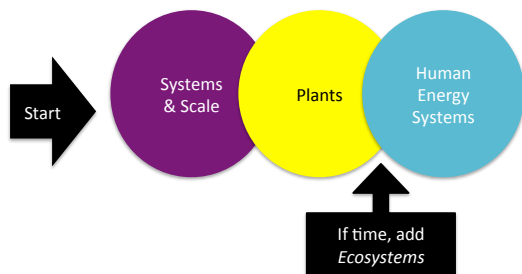 Start
Systems
& Scale
Plants
Human
Energy
Systems
If time, add
Ecosystems